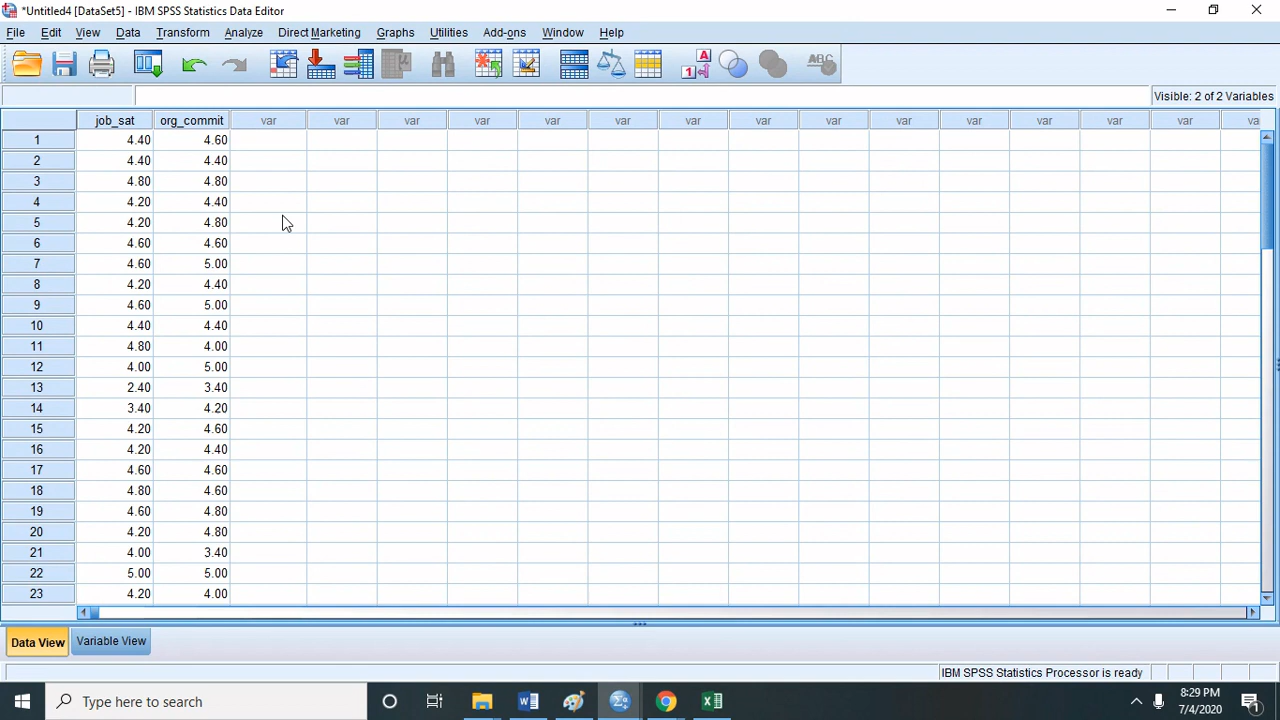 *Untitled4 [DataSet5] - IBM SPSS Statistics Data Editor
File Edit View Data Transform Analyze Direct Marketing Graphs Utilities Add-ons Window Help
A
1
ABC
Visible: 2 of 2 Variables
job_sat org_commit var var var var var var var var var var var var var var va
1 4.40 4.60
2 4.40 4.40
3 4.80 4.80
4 4.20 4.40
5 4.20 4.80
6 4.60 4.60
7 4.60 5.00
8 4.20 4.40
9 4.60 5.00
10 4.40 4.40
11 4.80 4.00
12 4.00 5.00
13 2.40 3.40
14 3.40 4.20
15 4.20 4.60
16 4.20 4.40
17 4.60 4.60
18 4.80 4.60
19 4.60 4.80
20 4.20 4.80
21 4.00 3.40
22 5.00 5.00
23 4.20 4.00
Data View Variable View
IBM SPSS Statistics Processor is ready
Type here to search
8:29 PM
7/4/2020
1